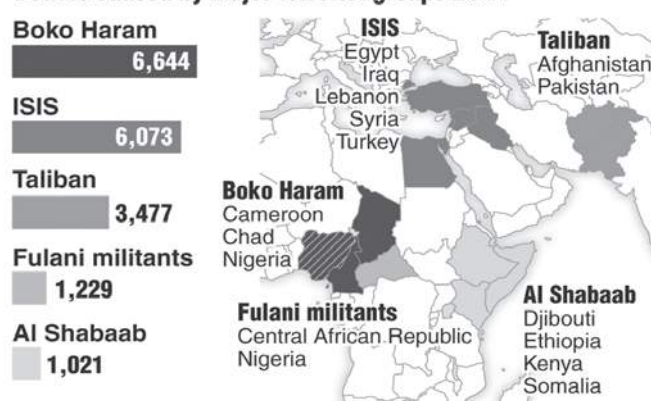 Boko Haram
6,644
ISIS
6,073
Taliban
3,477
Fulani militants
1,229
Al Shabaab
1,021
ISIS
Egypt
Iraq
Lebanon
Syria
Turkey
Taliban
Afghanistan
Pakistan
Boko Haram
Cameroon
Chad
Nigeria
Fulani militants
Central African Republic
Nigeria
Al Shabaab
Djibouti
Ethiopia
Kenya
Somalia